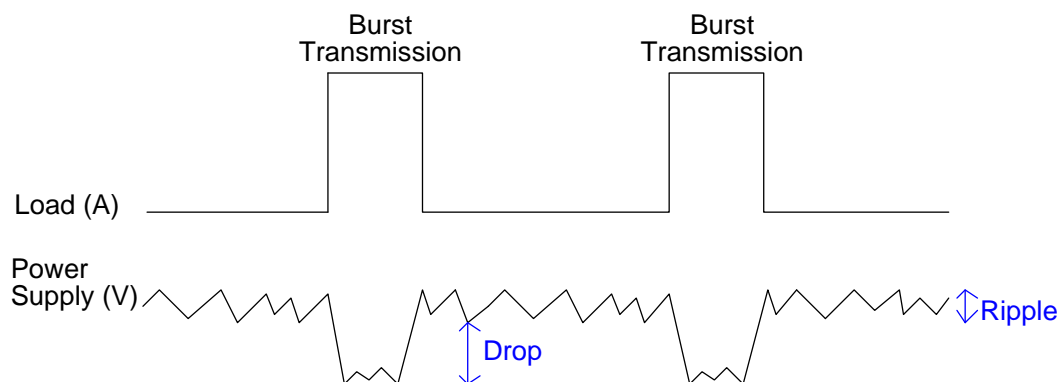 Burst
Transmission
Burst
Transmission
Load (A)
Power
Supply (V)
Ripple
Drop